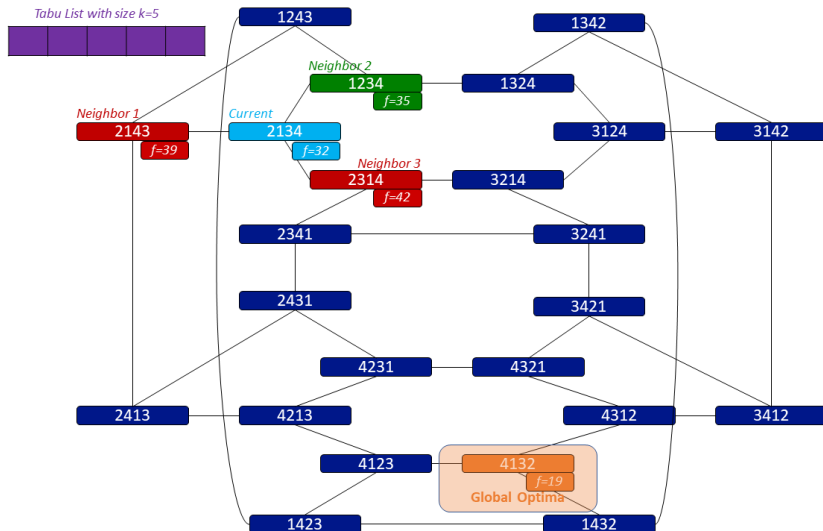 Tabu List with size k=5
1243
1342
Neighbor 2
1234
f=35
1324
Neighbor 1
2143
f=39
Current
2134
f=32
3124
3142
Neighbor 3
2314
f=42
3214
2341
3241
2431
3421
4231
4321
2413
4213
4312
3412
4123
4132
f=19
Global Optima
1423
1432